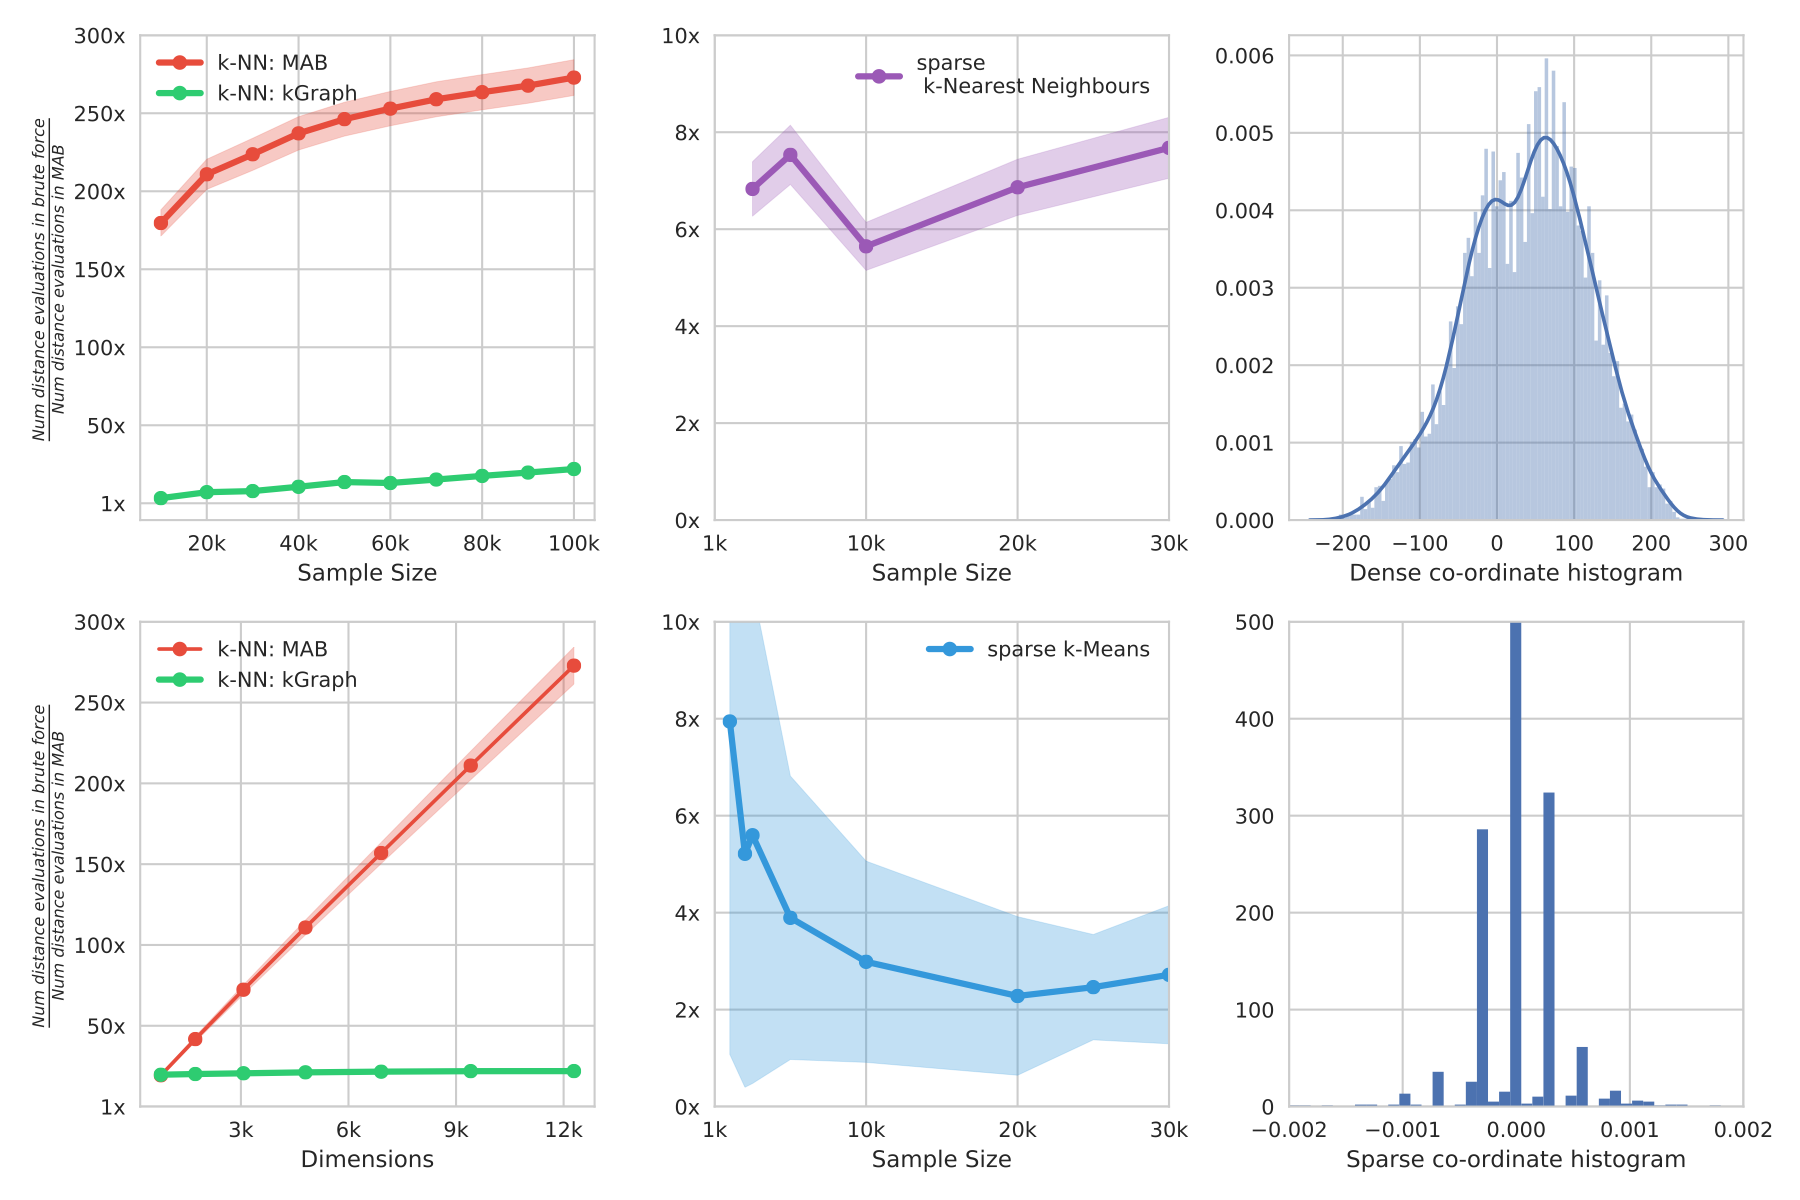 300x
250x
200x
150x
100x
50x
1x
k-NN: MAB
k-NN: kGraph
20k 40k 60k 80k 100k
Sample Size
Num distance evaluations in brute force
Num distance evaluations in MAB
10x
8x
6x
4x
2x
0x
sparse
k-Nearest Neighbours
1k 10k 20k 30k
Sample Size
0.006
0.005
0.004
0.003
0.002
0.001
0.000
−200 −100 0 100 200 300
Dense co-ordinate histogram
300x
250x
200x
150x
100x
50x
1x
k-NN: MAB
k-NN: kGraph
3k 6k 9k 12k
Dimensions
Num distance evaluations in brute force
Num distance evaluations in MAB
10x
8x
6x
4x
2x
0x
sparse k-Means
1k 10k 20k 30k
Sample Size
500
400
300
200
100
0
−0.002 −0.001 0.000 0.001 0.002
Sparse co-ordinate histogram